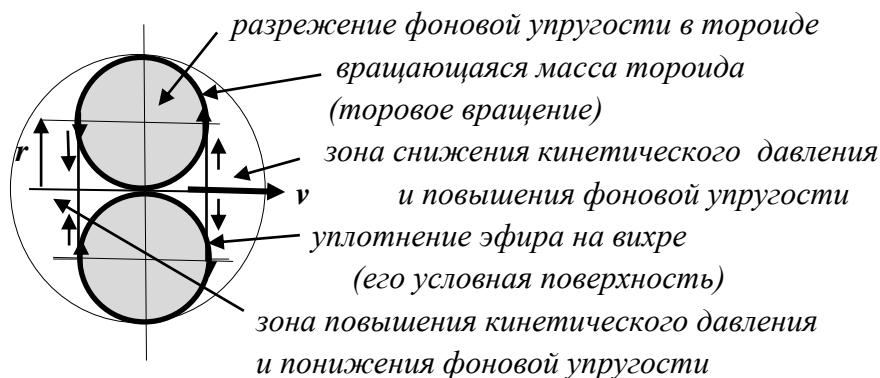 разрежение фоновой упругости в тороиде
вращающаяся масса тороида
(торовое вращение)
r
зона снижения кинетического давления
v и повышения фоновой упругости
уплотнение эфира на вихре
(его условная поверхность)
зона повышения кинетического давления
и понижения фоновой упругости